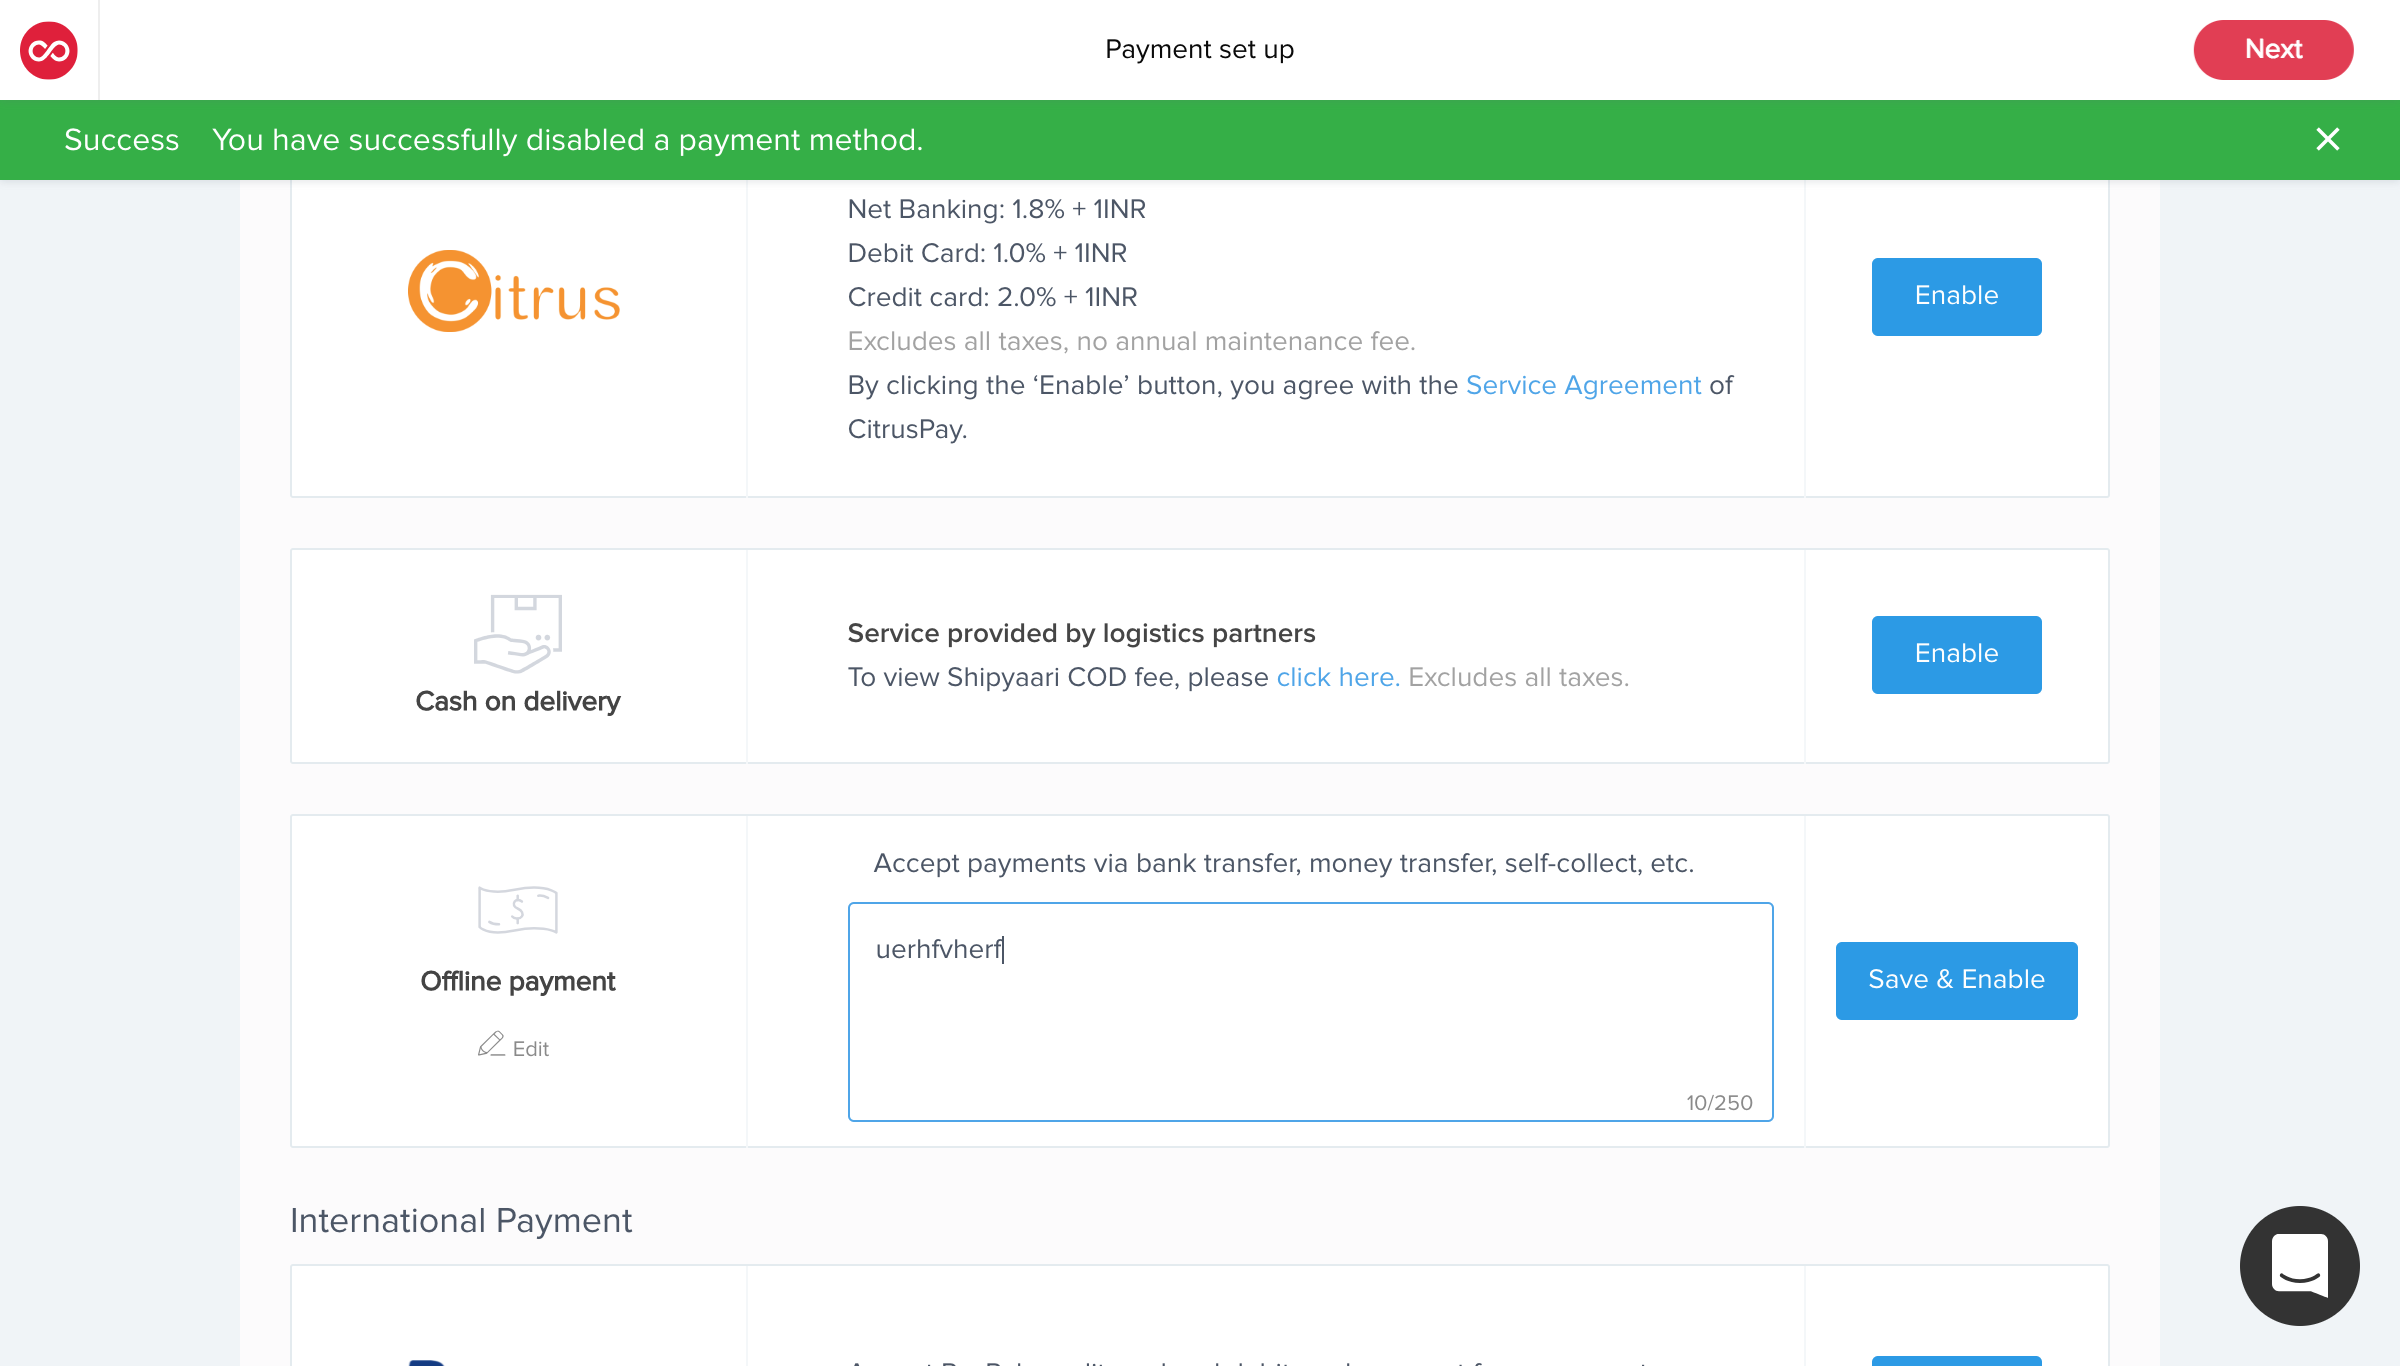 Payment set up
Next
Success You have successfully disabled a payment method.
Net Banking: 1.8% + 1INR
Debit Card: 1.0% + 1INR
Credit card: 2.0% + 1INR
Excludes all taxes, no annual maintenance fee.
By clicking the ‘Enable’ button, you agree with the Service Agreement of
CitrusPay.
Citrus
Enable
Cash on delivery
Service provided by logistics partners
To view Shipyaari COD fee, please click here. Excludes all taxes.
Enable
Offline payment
Edit
Accept payments via bank transfer, money transfer, self-collect, etc.
uerhfvherf
10/250
Save & Enable
International Payment